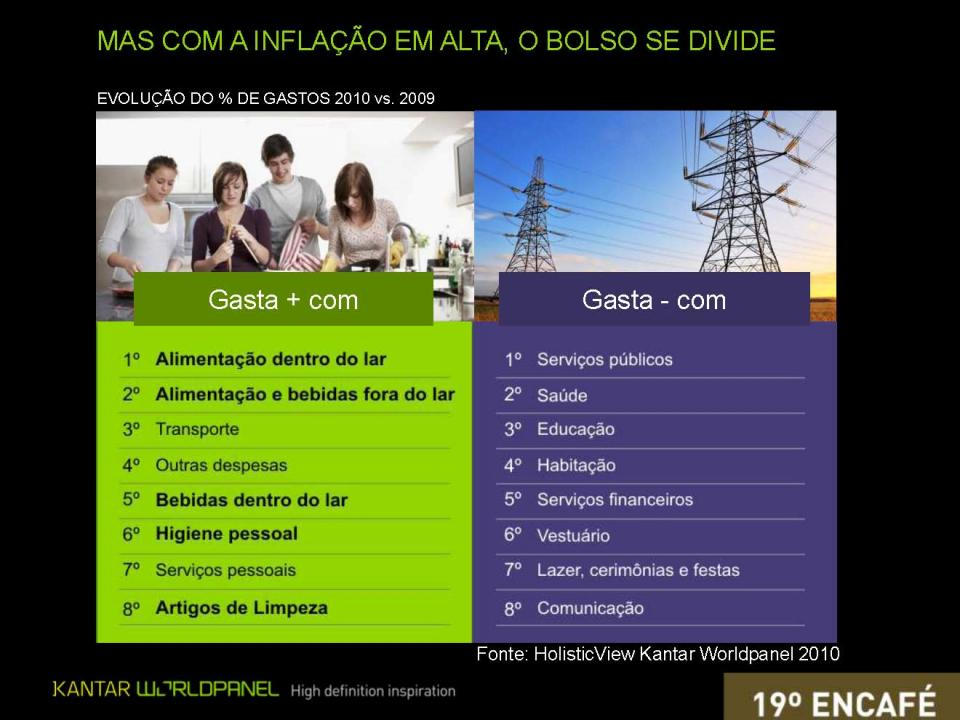 MAS COM A INFLAÇÃO EM ALTA, O BOLSO SE DIVIDE
EVOLUÇÃO DO % DE GASTOS 2010 vs. 2009
Gasta + com
1º Alimentação dentro do lar
2º Alimentação e bebidas fora do lar
3º Transporte
4º Outras despesas
5º Bebidas dentro do lar
6º Higiene pessoal
7º Serviços pessoais
8º Artigos de Limpeza
Gasta - com
1º Serviços públicos
2º Saúde
3º Educação
4º Habitação
5º Serviços financeiros
6º Vestuário
7º Lazer, cerimônias e festas
8º Comunicação
Fonte: HolisticView Kantar Worldpanel 2010
KANTAR WORLDPANEL High definition inspiration
19º ENCAFÉ